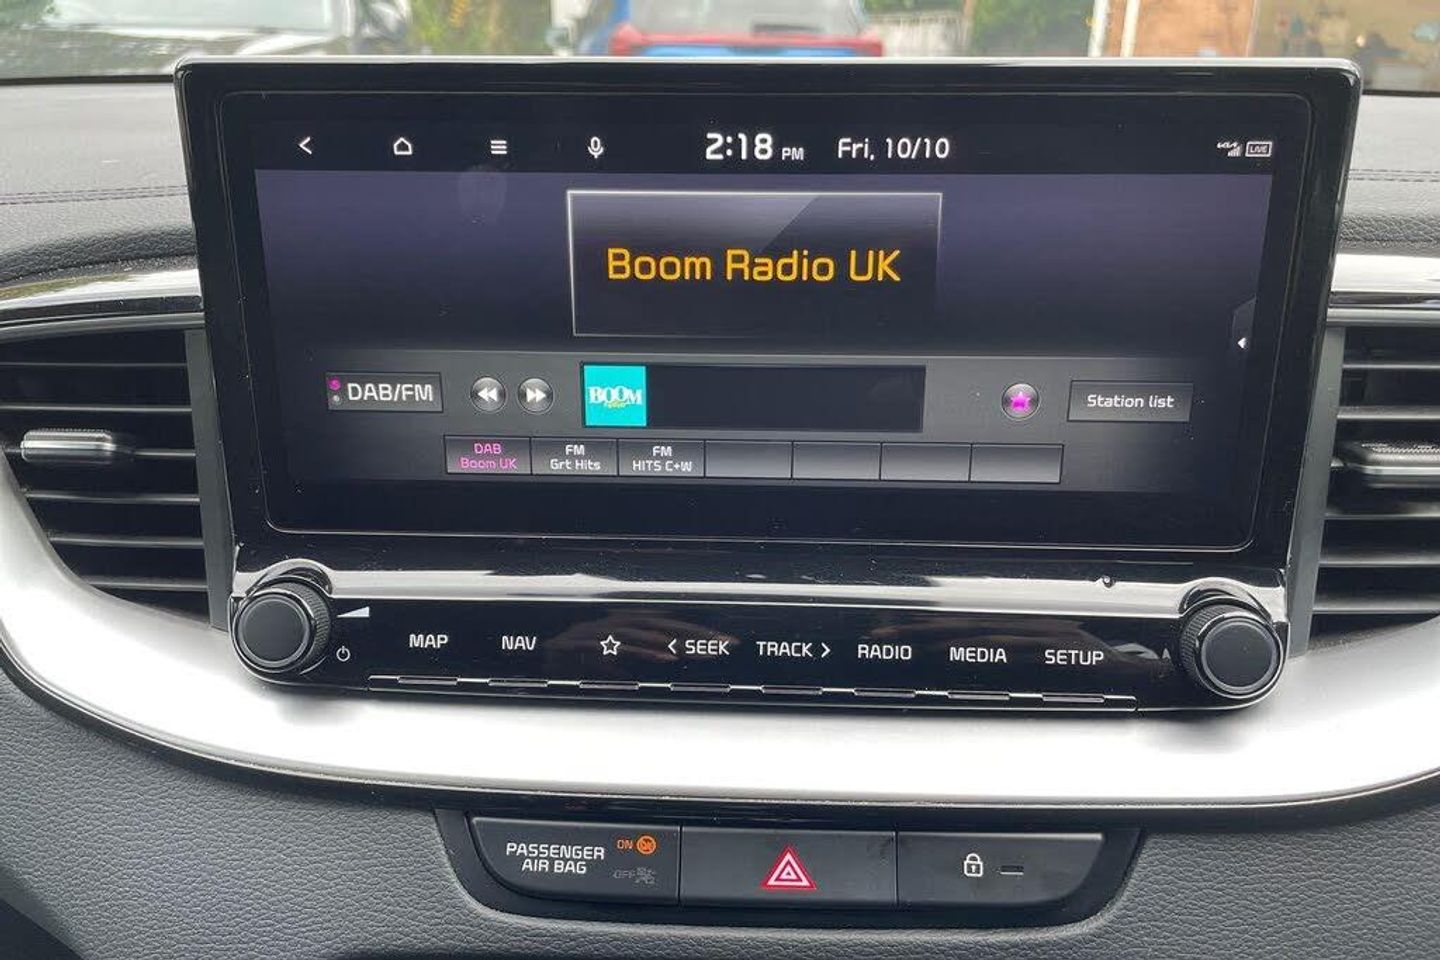 2:18 PM Fri, 10/10
LIVE
Boom Radio UK
DAB/FM
BOOM
Station list
DAB
Boom UK
FM
Grt Hits
FM
HITS C+W
MAP
NAV
SEEK
TRACK
RADIO
MEDIA
SETUP
PASSENGER
AIR BAG
ON
OFF